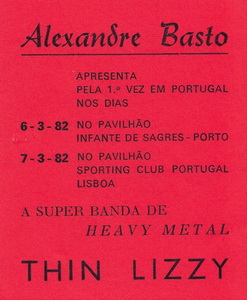 Alexandre Basto
APRESENTA
PELA 1.ª VEZ EM PORTUGAL
NOS DIAS
6-3-82 NO PAVILHÃO
INFANTE DE SAGRES-PORTO
7-3-82 NO PAVILHÃO
SPORTING CLUB PORTUGAL
LISBOA
A SUPER BANDA DE
HEAVY METAL
THIN LIZZY